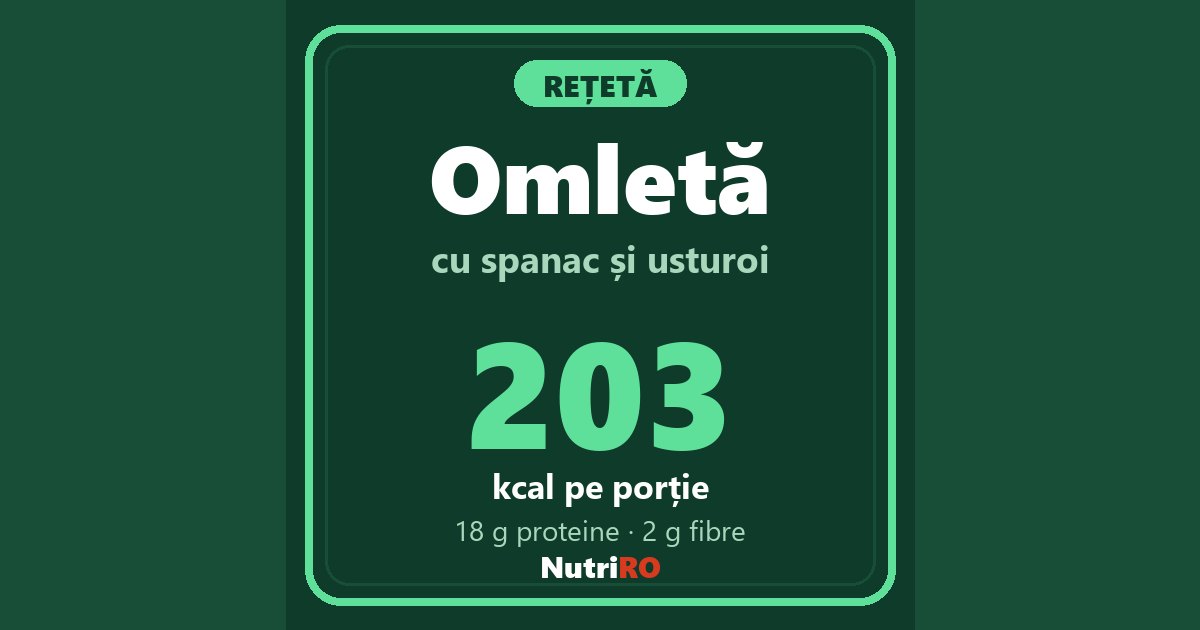 REȚETĂ
Omletă
cu spanac și usturoi
203
kcal pe porție
18 g proteine · 2 g fibre
NutriRO